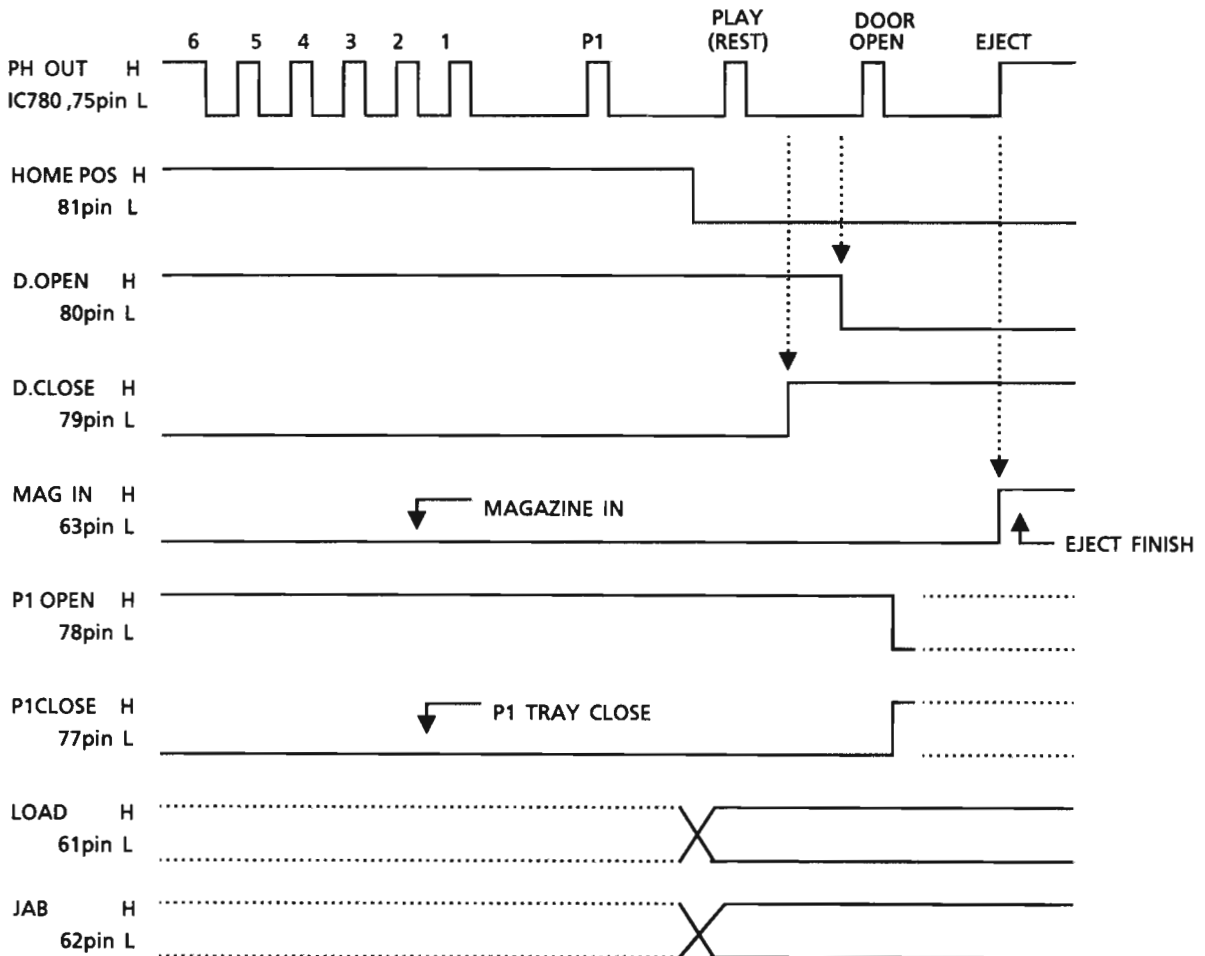 PLAY DOOR
6 5 4 3 2 1 P1 (REST) OPEN EJECT
PH OUT H
IC780 ,75pin L
HOME POS H
81pin L
D.OPEN H
80pin L
D.CLOSE H
79pin L
MAG IN H
63pin L
MAGAZINE IN
EJECT FINISH
P1 OPEN H
78pin L
P1CLOSE H
77pin L
P1 TRAY CLOSE
LOAD H
61pin L
JAB H
62pin L